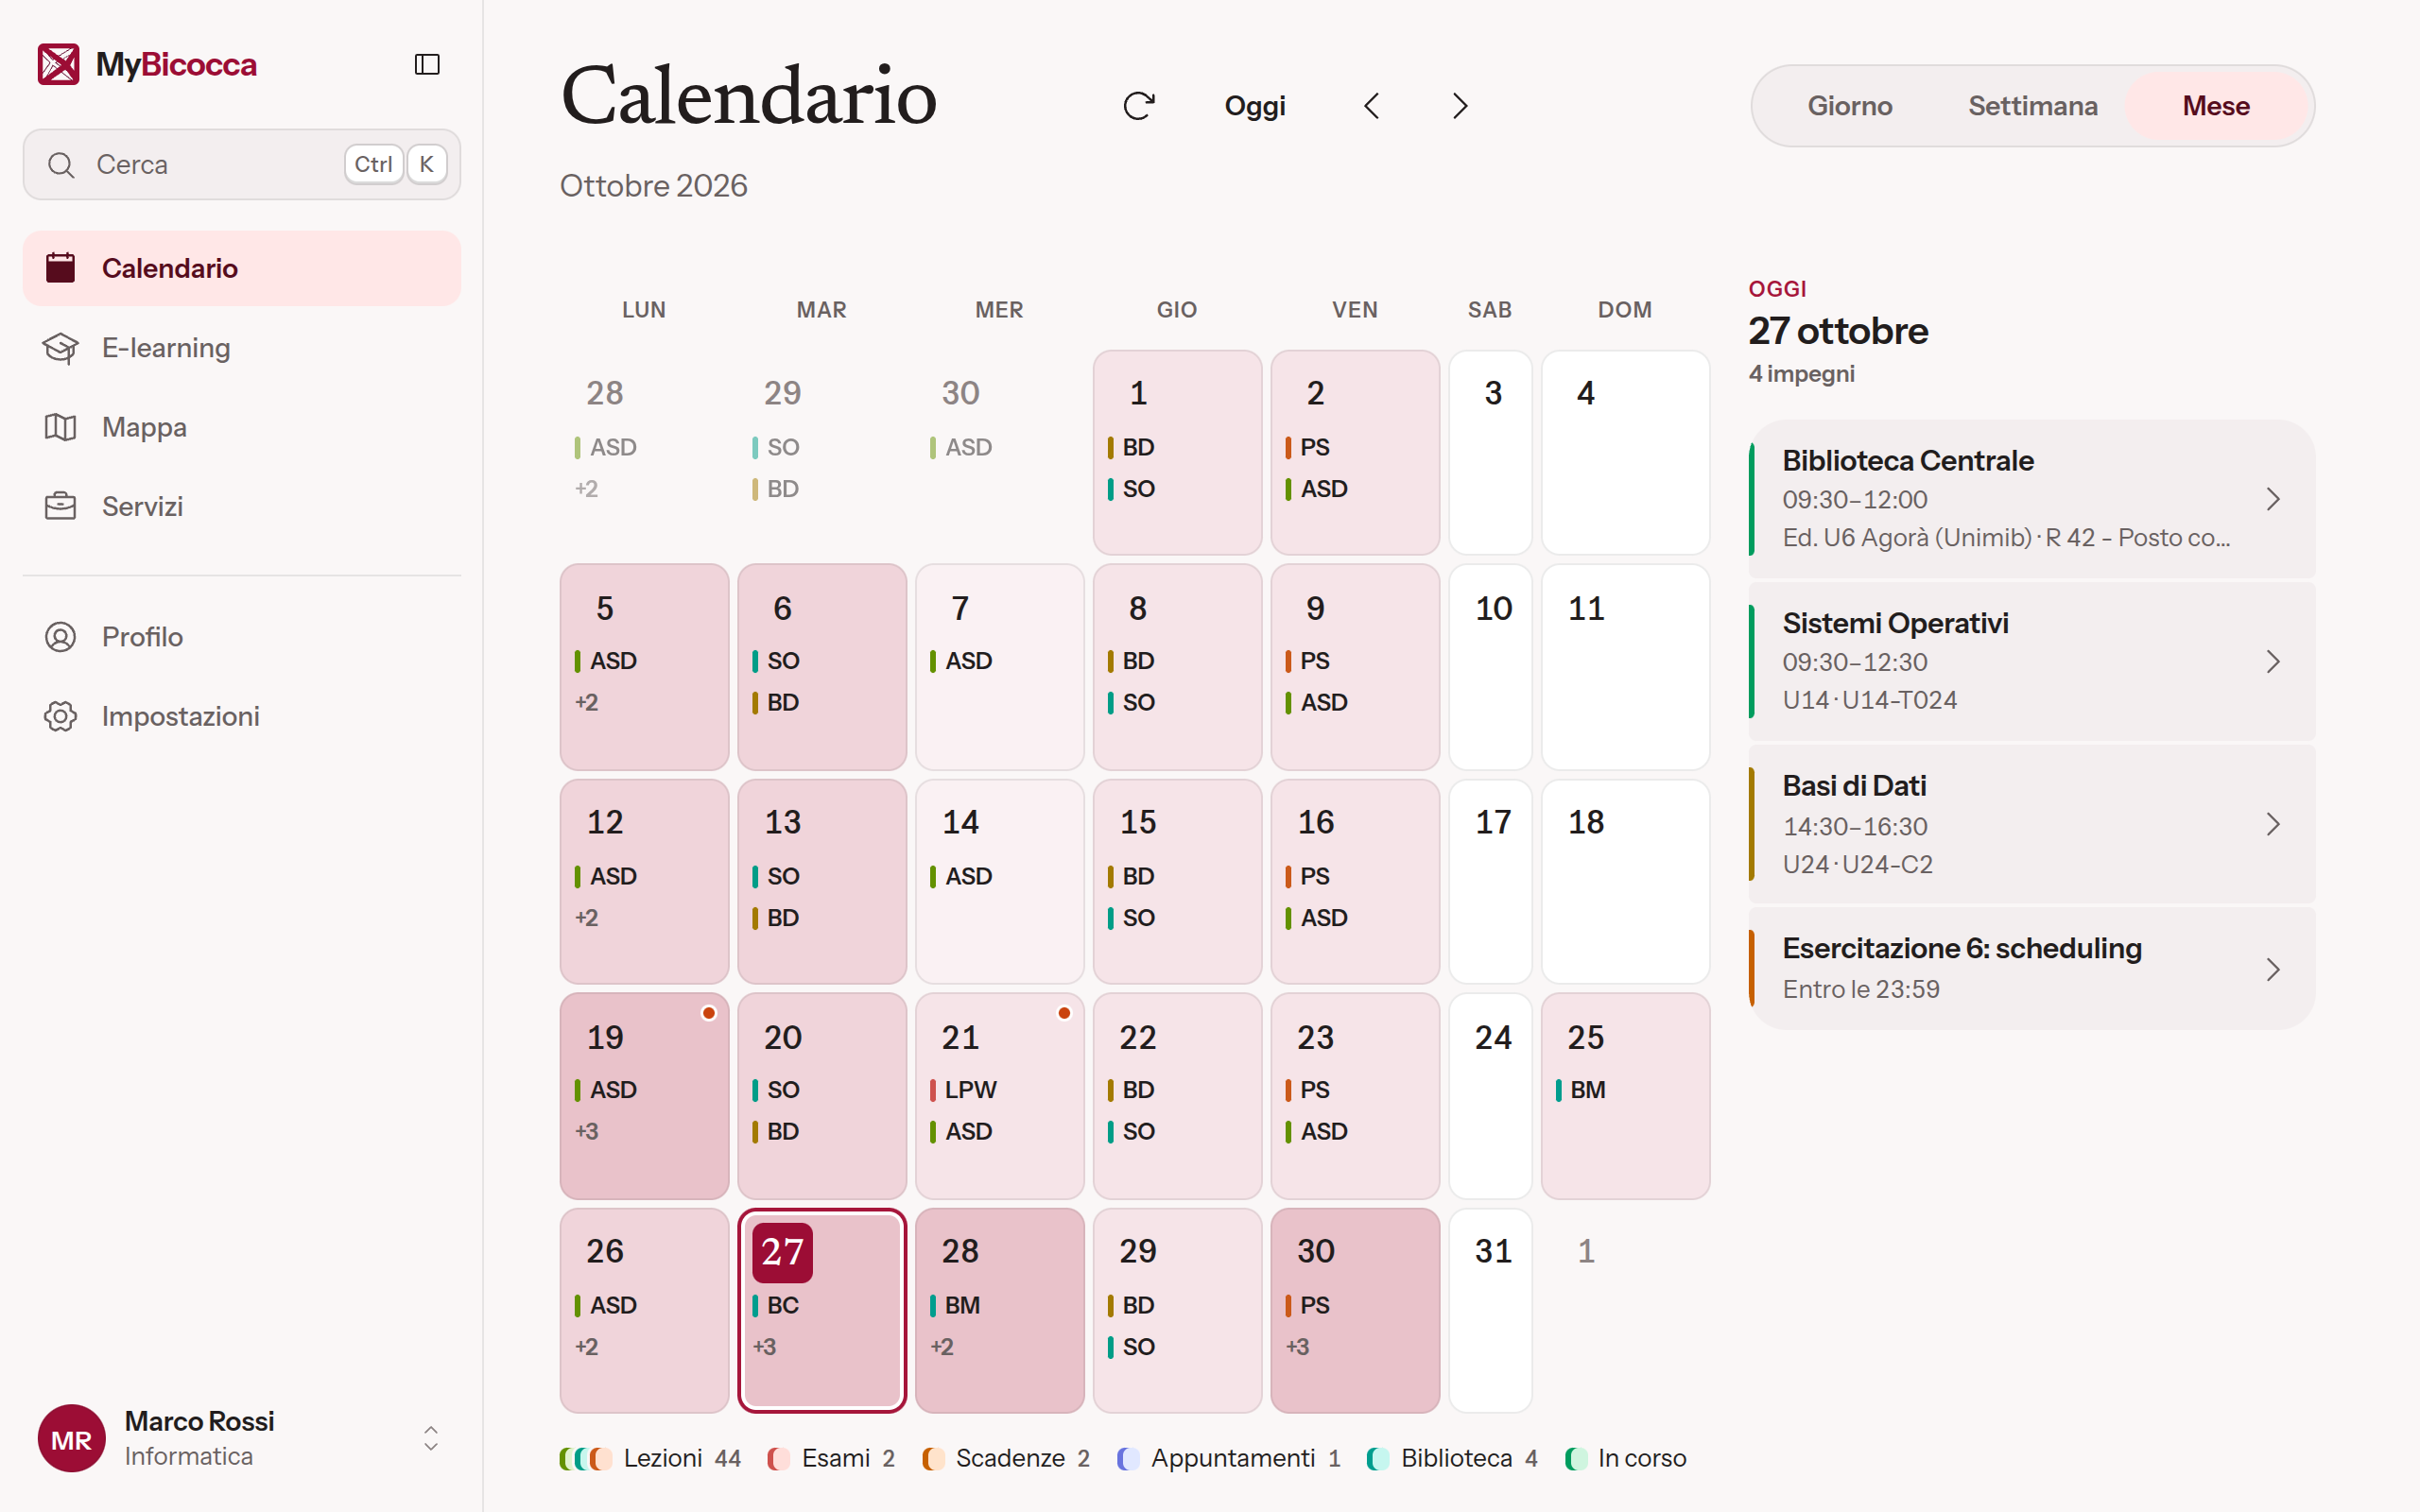 MyBicocca
Cerca
Ctrl K
Calendario
E-learning
Mappa
Servizi
Profilo
Impostazioni
MR
Marco Rossi
Informatica
Calendario
Ottobre 2026
Oggi
Giorno Settimana Mese
LUN MAR MER GIO VEN SAB DOM
28 29 30 1 2 3 4
ASD SO ASD BD PS
+2 BD SO ASD
5 6 7 8 9 10 11
ASD SO ASD BD PS
+2 BD SO ASD
12 13 14 15 16 17 18
ASD SO ASD BD PS
+2 BD SO ASD
19 20 21 22 23 24 25
ASD SO LPW BD PS BM
+3 BD ASD SO ASD
26 27 28 29 30 31 1
ASD BC BM BD PS
+2 +3 +2 SO +3
Lezioni 44 Esami 2 Scadenze 2 Appuntamenti 1 Biblioteca 4 In corso
OGGI
27 ottobre
4 impegni
Biblioteca Centrale
09:30–12:00
Ed. U6 Agorà (Unimib) · R 42 - Posto co...
Sistemi Operativi
09:30–12:30
U14 · U14-T024
Basi di Dati
14:30–16:30
U24 · U24-C2
Esercitazione 6: scheduling
Entro le 23:59